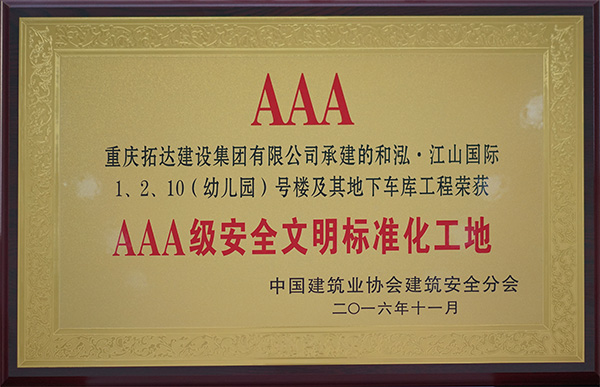 AAA
重庆拓达建设集团有限公司承建的和泓·江山国际
1、2、10（幼儿园）号楼及其地下车库工程荣获
AAA级安全文明标准化工地
中国建筑业协会建筑安全分会
二〇一六年十一月